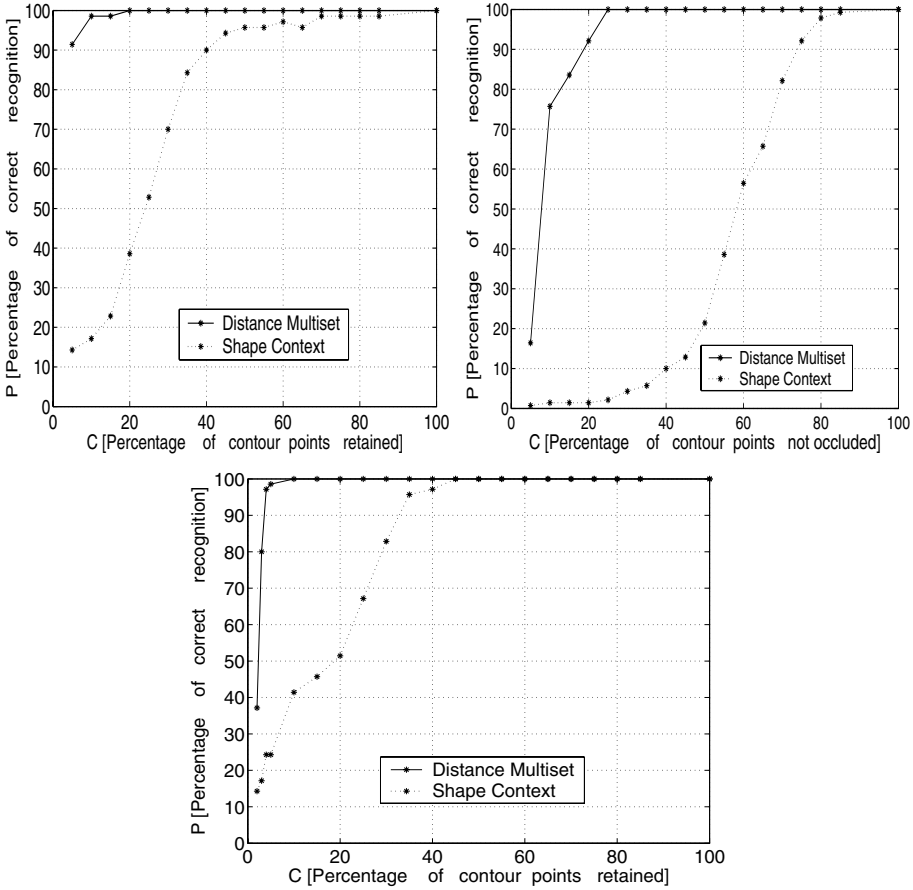 P [Percentage of correct recognition]
100
90
80
70
60
50
40
30
20
10
0
0 20 40 60 80 100
C [Percentage of contour points retained]
Distance Multiset
Shape Context
P [Percentage of correct recognition]
100
90
80
70
60
50
40
30
20
10
0
0 20 40 60 80 100
C [Percentage of contour points not occluded]
Distance Multiset
Shape Context
P [Percentage of correct recognition]
100
90
80
70
60
50
40
30
20
10
0
0 20 40 60 80 100
C [Percentage of contour points retained]
Distance Multiset
Shape Context